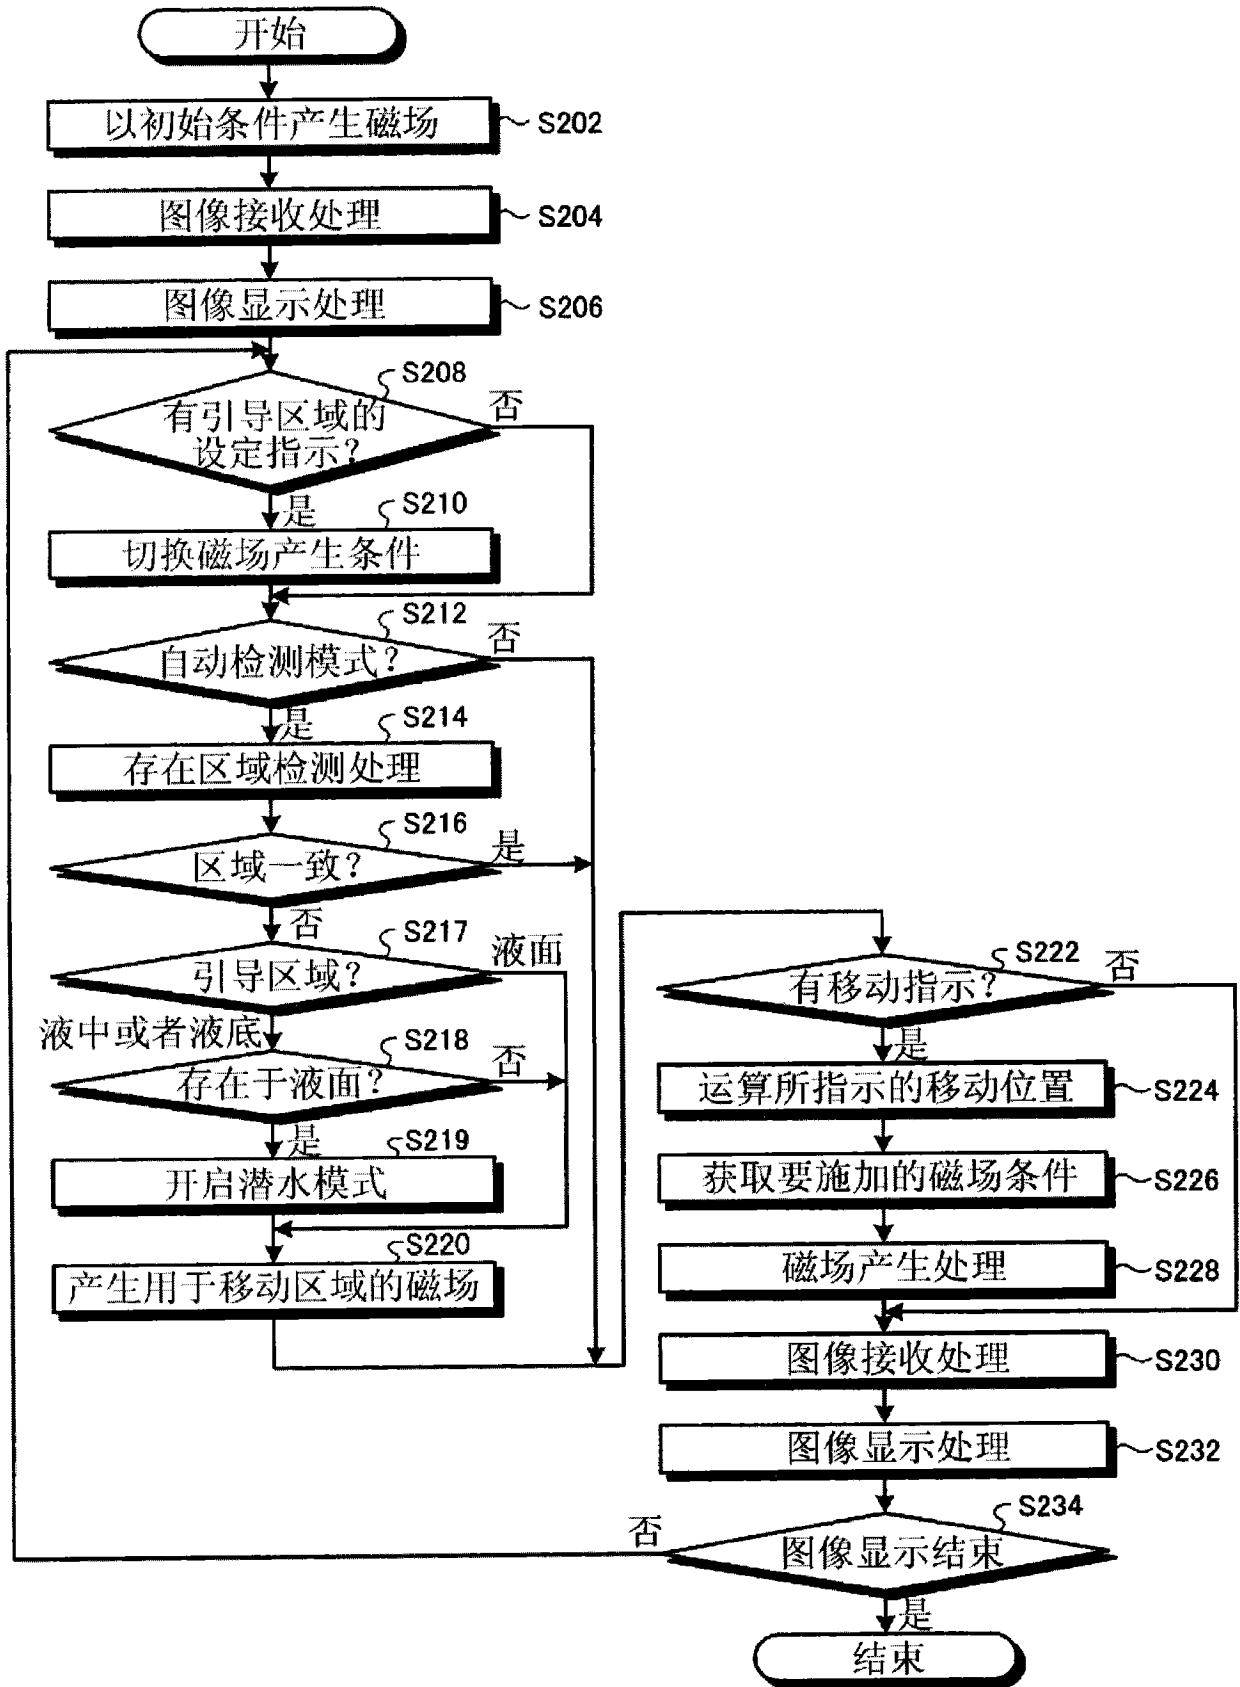 开始
以初始条件产生磁场
S202
图像接收处理
S204
图像显示处理
S206
S208
有引导区域的
设定指示?
否
是
S210
切换磁场产生条件
S212
自动检测模式?
否
是
S214
存在区域检测处理
S216
区域一致?
是
否
S217
引导区域?
液面
液中或者液底
S218
存在于液面?
否
是
S219
开启潜水模式
S220
产生用于移动区域的磁场
S222
有移动指示?
否
是
运算所指示的移动位置
S224
获取要施加的磁场条件
S226
磁场产生处理
S228
图像接收处理
S230
图像显示处理
S232
S234
图像显示结束
否
是
结束